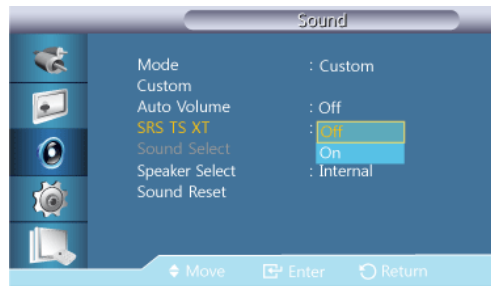 Sound
Mode : Custom
Custom
Auto Volume : Off
SRS TS XT : Off
On
Sound Select
Speaker Select : Internal
Sound Reset
Move Enter Return